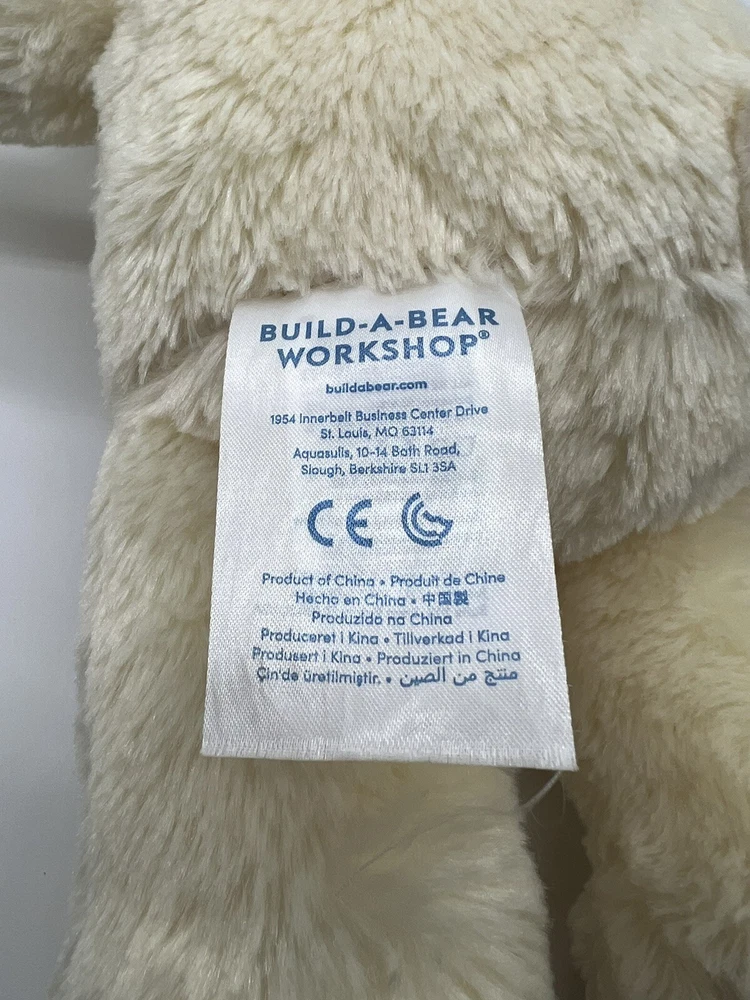 BUILD-A-BEAR
WORKSHOP®
buildabear.com
1954 Innerbelt Business Center Drive
St. Louis, MO 63114
Aquasulis, 10-14 Bath Road,
Slough, Berkshire SL1 3SA
CE
Product of China • Produit de Chine
Hecho en China • 中国製
Produzido na China
Produceret i Kina • Tillverkad i Kina
Produsert i Kina • Produziert in China
Çin'de üretilmiştir. • منتج من الصين